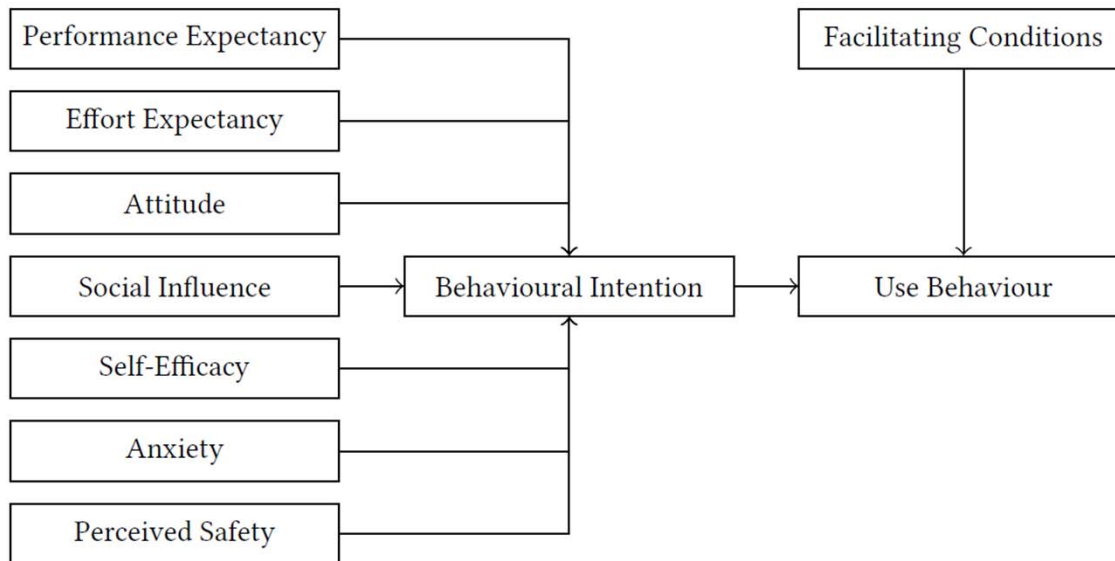 Performance Expectancy
Facilitating Conditions
Effort Expectancy
Attitude
Social Influence
Behavioural Intention
Use Behaviour
Self-Efficacy
Anxiety
Perceived Safety